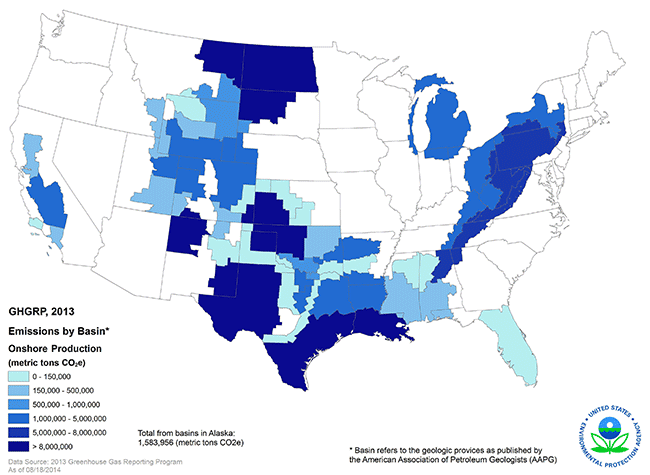 GHGRP, 2013
Emissions by Basin*
Onshore Production
(metric tons CO₂e)
0 - 150,000
150,000 - 500,000
500,000 - 1,000,000
1,000,000 - 5,000,000
5,000,000 - 8,000,000
> 8,000,000
Data Source: 2013 Greenhouse Gas Reporting Program
As of 08/18/2014
Total from basins in Alaska:
1,583,956 (metric tons CO2e)
* Basin refers to the geologic provices as published by
the American Association of Petroleum Geologists (AAPG)
UNITED STATES
ENVIRONMENTAL PROTECTION AGENCY